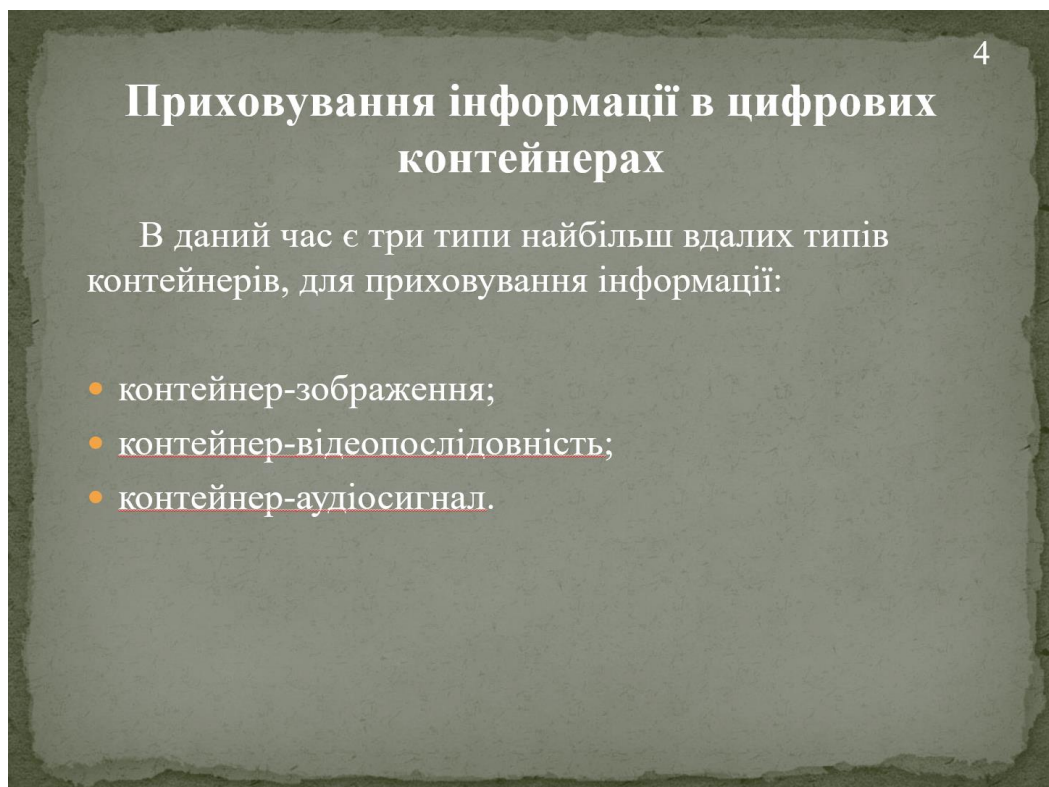 4
Приховування інформації в цифрових
контейнерах
В даний час є три типи найбільш вдалих типів
контейнерів, для приховування інформації:
• контейнер-зображення;
• контейнер-відеопослідовність;
• контейнер-аудіосигнал.